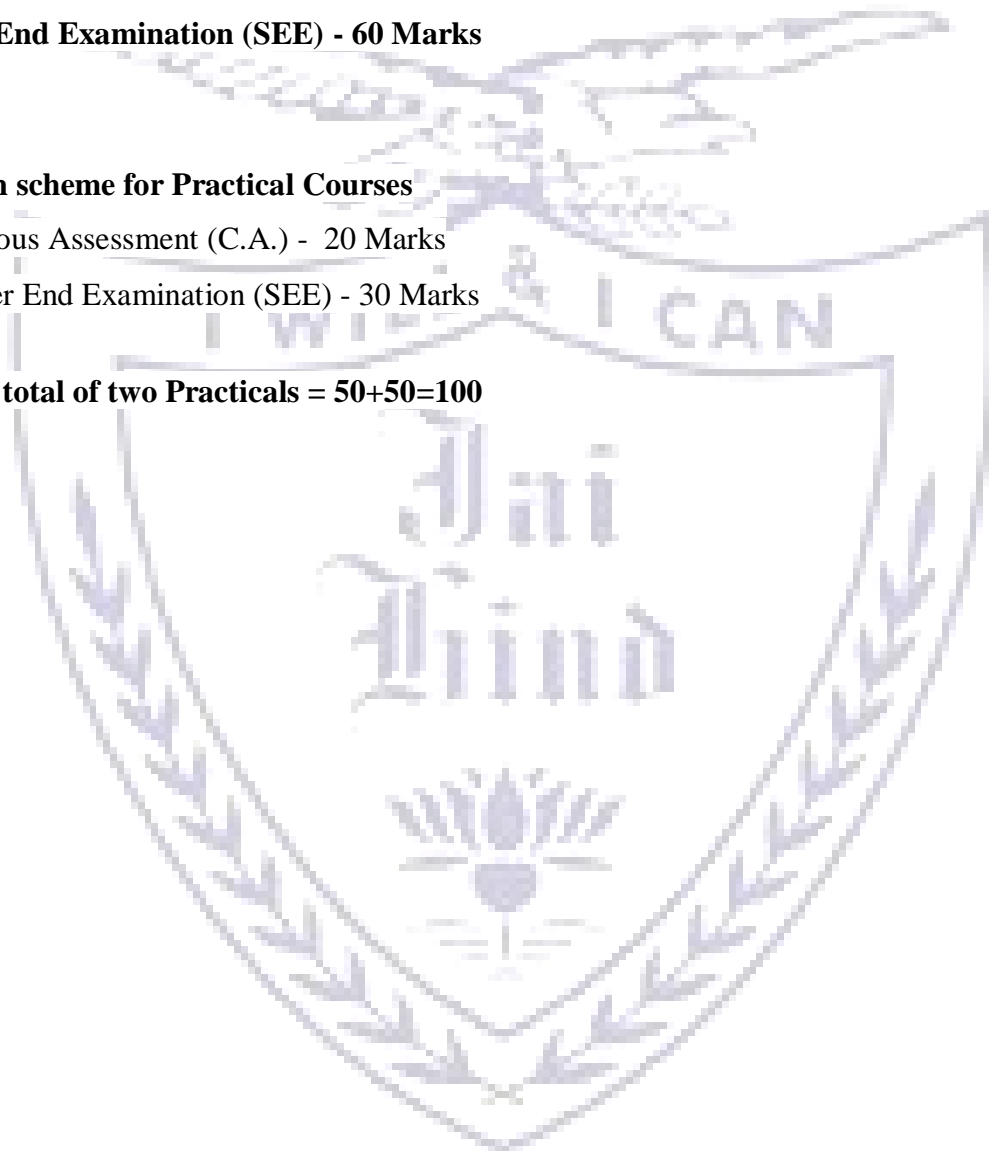 End Examination (SEE) - 60 Marks
n scheme for Practical Courses
ous Assessment (C.A.) - 20 Marks
er End Examination (SEE) - 30 Marks
I WILL & I CAN
total of two Practicals = 50+50=100
Jai
Hind